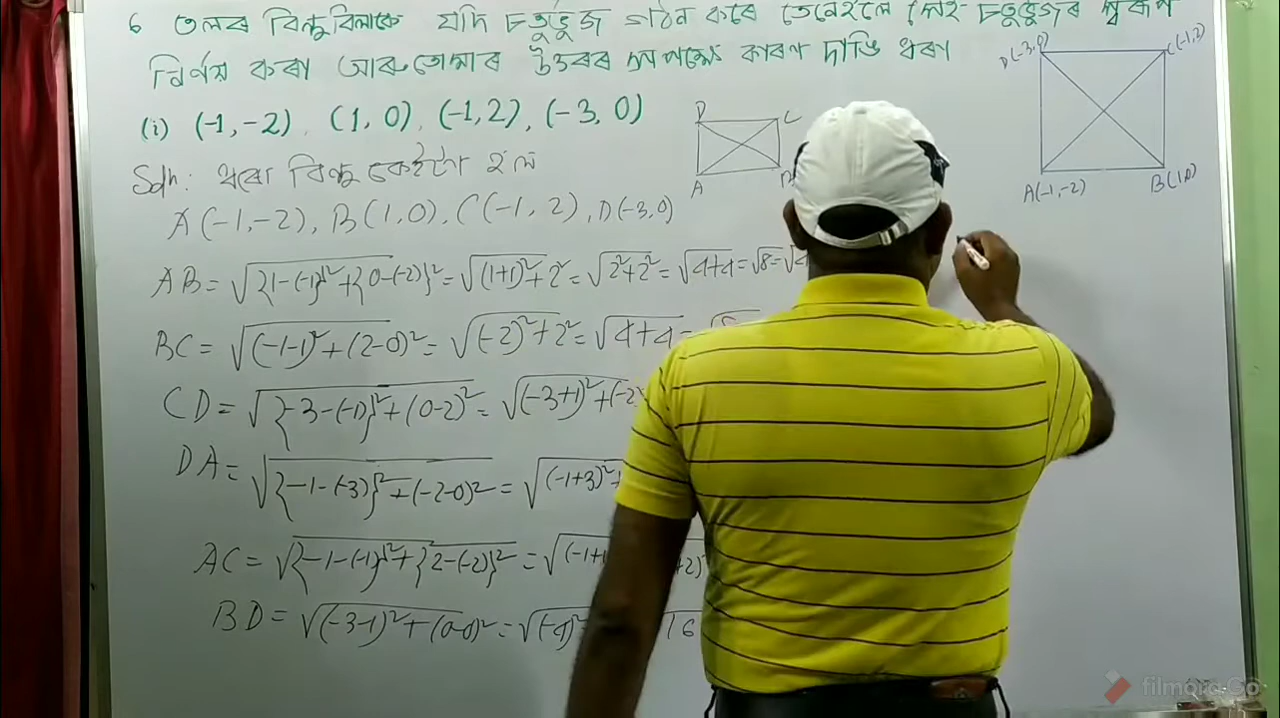 6 তলৰ বিন্দুবিলাকে যদি চতুৰ্ভুজ গঠন কৰে তেনেহলে সেই চতুৰ্ভুজৰ স্বৰূপ
নিৰ্ণয় কৰা আৰু তোমাৰ উত্তৰৰ সপক্ষে কাৰণ দাঙি ধৰা
(i) (-1,-2), (1,0), (-1,2), (-3,0)
Soln: ধৰো বিন্দু কেইটা হ'ল
A(-1,-2), B(1,0), C(-1,2), D(-3,0)
AB = √{1-(-1)}²+{0-(-2)}² = √(1+1)²+2² = √2²+2² = √4+4 = √8 = √4
BC = √(-1-1)²+(2-0)² = √(-2)²+2² = √4+4 =
CD = √{-3-(-1)}²+(0-2)² = √(-3+1)²+(-2)
DA = √{-1-(-3)}²+(-2-0)² = √(-1+3)²+
AC = √{-1-(-1)}²+{2-(-2)}² = √(-1+1 +2)²
BD = √(-3-1)²+(0-0)² = √(-4)² 16
D C
A B
D(-3,0) C(-1,2)
A(-1,-2) B(1,0)
filmora Go